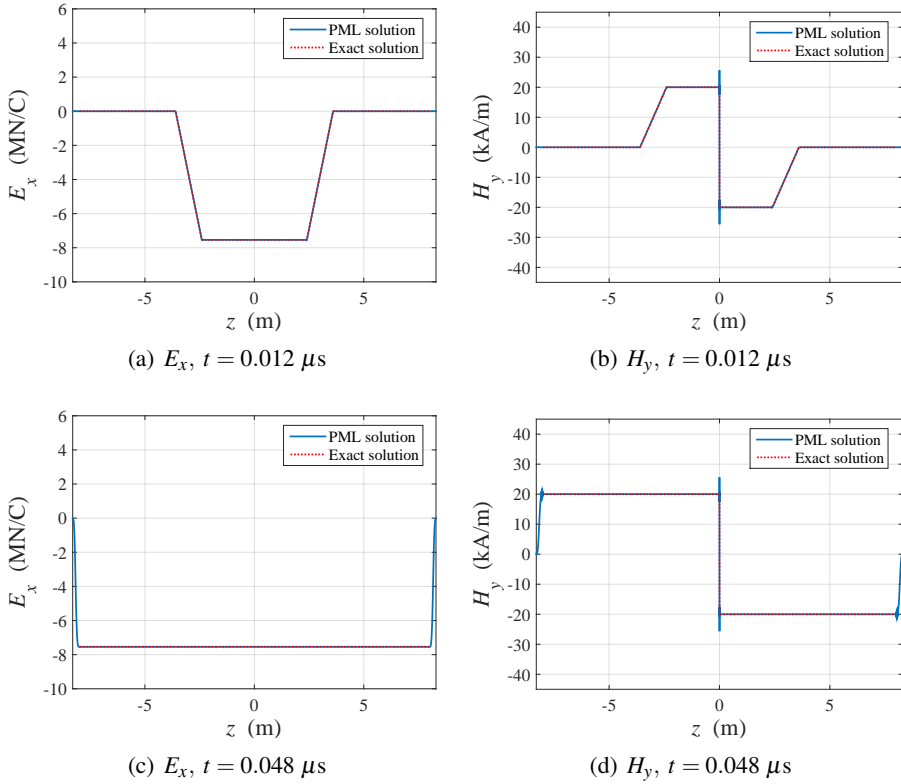 6
4
2
0
-2
-4
-6
-8
-10
E_x (MN/C)
PML solution
Exact solution
-5
0
5
z (m)
(a) E_x, t = 0.012 μs
40
30
20
10
0
-10
-20
-30
-40
H_y (kA/m)
PML solution
Exact solution
-5
0
5
z (m)
(b) H_y, t = 0.012 μs
6
4
2
0
-2
-4
-6
-8
-10
E_x (MN/C)
PML solution
Exact solution
-5
0
5
z (m)
(c) E_x, t = 0.048 μs
40
30
20
10
0
-10
-20
-30
-40
H_y (kA/m)
PML solution
Exact solution
-5
0
5
z (m)
(d) H_y, t = 0.048 μs